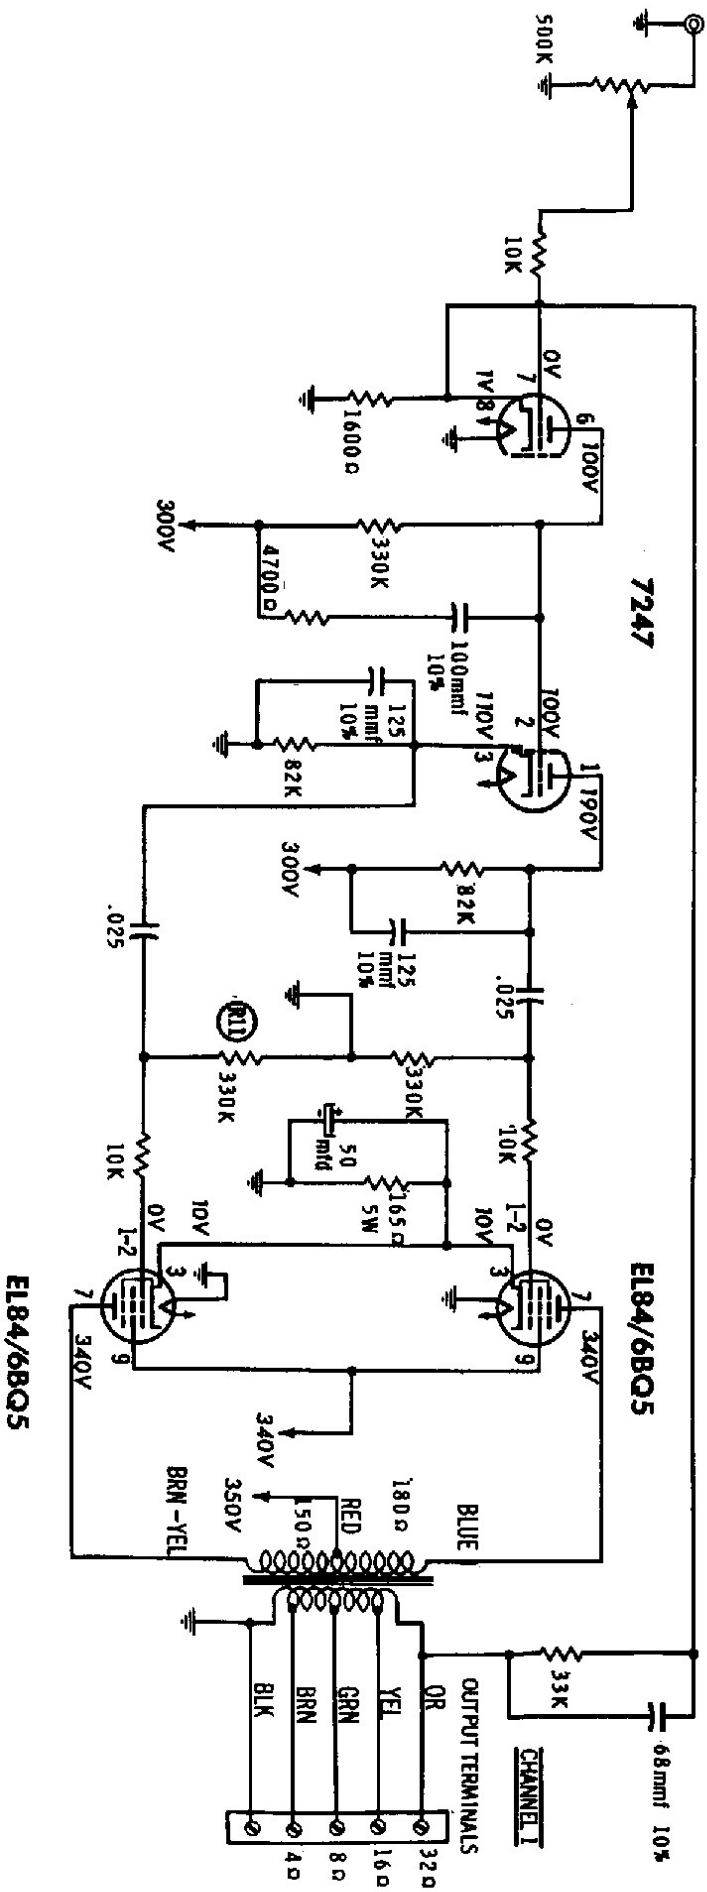 500K
10K
0V
7
1V
8
6
100V
1600Ω
300V
330K
4700Ω
100mmf
10%
7247
100V
2
110V
3
1
190V
125
mmf
10%
82K
300V
82K
125
mmf
10%
.025
.025
R11
330K
330K
10K
10K
50
mfd
165Ω
5W
10V
10V
0V
1-2
0V
1-2
3
3
7
7
9
9
340V
340V
340V
EL84/6BQ5
EL84/6BQ5
BRN-YEL
350V
150Ω
RED
180Ω
BLUE
33K
68mmf 10%
BLK
BRN
GRN
YEL
OR
OUTPUT TERMINALS
CHANNEL 1
4Ω
8Ω
16Ω
32Ω